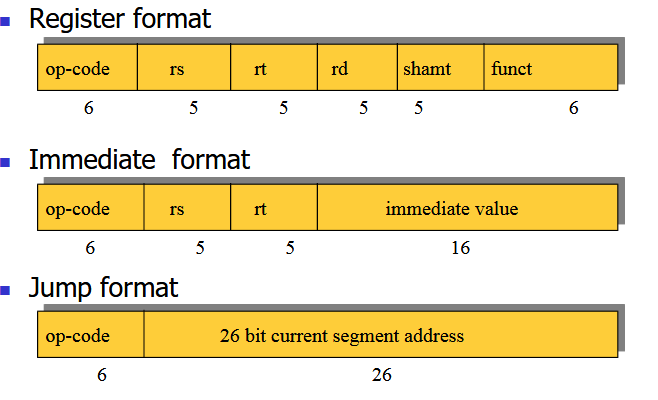 Register format
op-code rs rt rd shamt funct
6 5 5 5 5 6
Immediate format
op-code rs rt immediate value
6 5 5 16
Jump format
op-code 26 bit current segment address
6 26